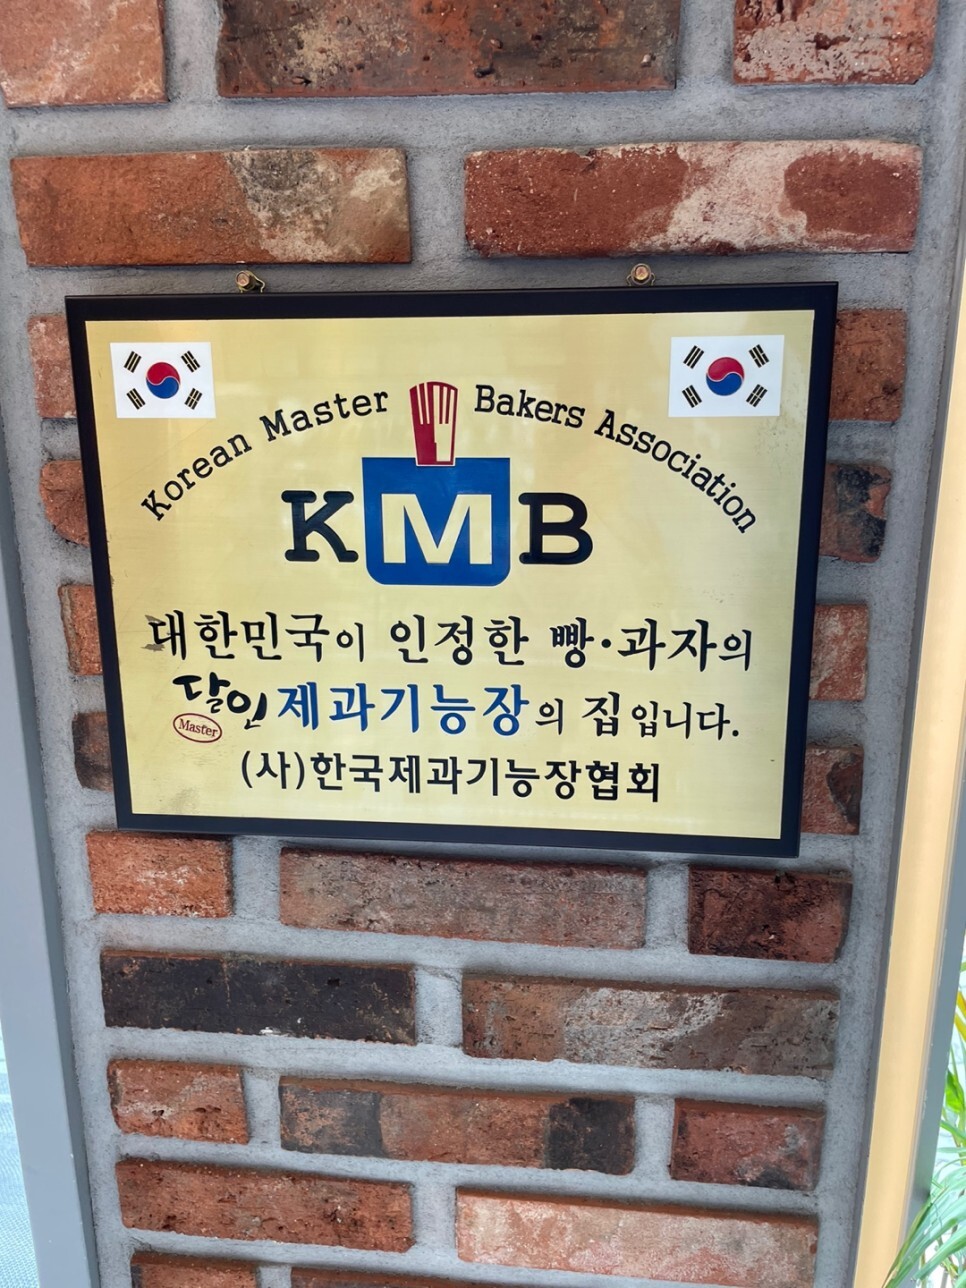 Korean Master Bakers Association
KMB
대한민국이 인정한 빵·과자의
달인 제과기능장의 집입니다.
Master
(사)한국제과기능장협회